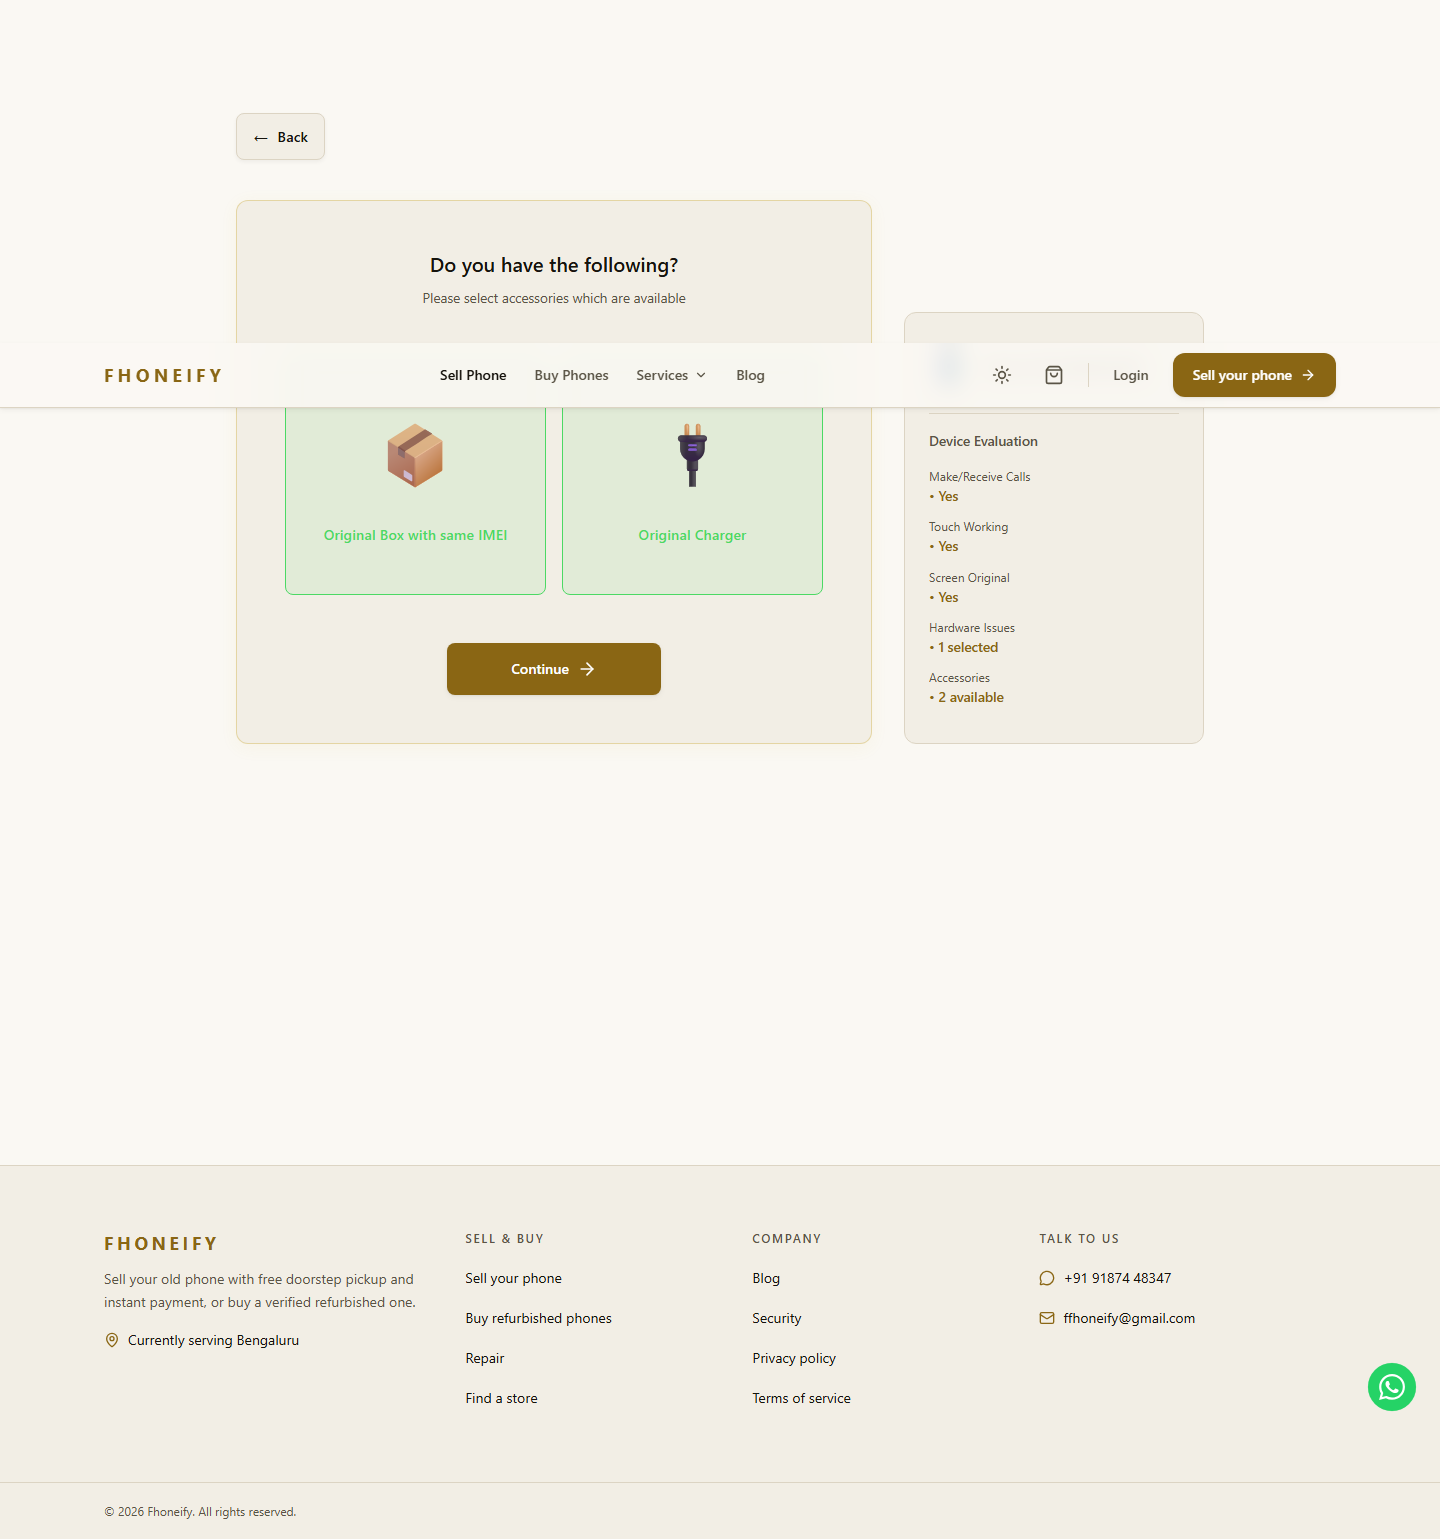 ← Back
Do you have the following?
Please select accessories which are available
FHONEIFY
Sell Phone
Buy Phones
Services
Blog
Login
Sell your phone →
Original Box with same IMEI
Original Charger
Continue →
Device Evaluation
Make/Receive Calls
• Yes
Touch Working
• Yes
Screen Original
• Yes
Hardware Issues
• 1 selected
Accessories
• 2 available
FHONEIFY
Sell your old phone with free doorstep pickup and
instant payment, or buy a verified refurbished one.
Currently serving Bengaluru
SELL & BUY
Sell your phone
Buy refurbished phones
Repair
Find a store
COMPANY
Blog
Security
Privacy policy
Terms of service
TALK TO US
+91 91874 48347
ffhoneify@gmail.com
© 2026 Fhoneify. All rights reserved.